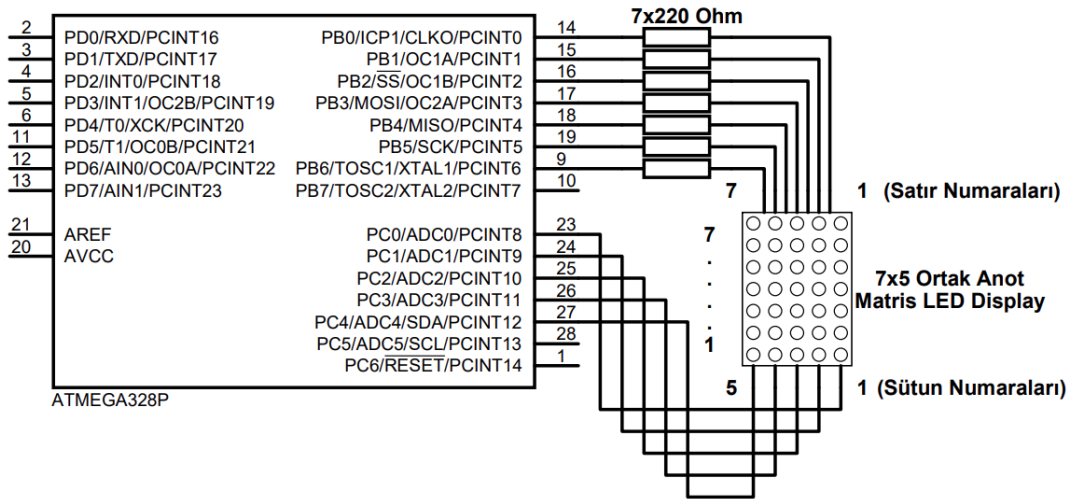 7x220 Ohm
2 PD0/RXD/PCINT16 PB0/ICP1/CLKO/PCINT0 14
3 PD1/TXD/PCINT17 PB1/OC1A/PCINT1 15
4 PD2/INT0/PCINT18 PB2/SS/OC1B/PCINT2 16
5 PD3/INT1/OC2B/PCINT19 PB3/MOSI/OC2A/PCINT3 17
6 PD4/T0/XCK/PCINT20 PB4/MISO/PCINT4 18
11 PD5/T1/OC0B/PCINT21 PB5/SCK/PCINT5 19
12 PD6/AIN0/OC0A/PCINT22 PB6/TOSC1/XTAL1/PCINT6 9
13 PD7/AIN1/PCINT23 PB7/TOSC2/XTAL2/PCINT7 10
7 1 (Satır Numaraları)
21 AREF PC0/ADC0/PCINT8 23
20 AVCC PC1/ADC1/PCINT9 24
PC2/ADC2/PCINT10 25
PC3/ADC3/PCINT11 26
PC4/ADC4/SDA/PCINT12 27
PC5/ADC5/SCL/PCINT13 28
PC6/RESET/PCINT14 1
7
.
.
.
.
1
7x5 Ortak Anot
Matris LED Display
5 1 (Sütun Numaraları)
ATMEGA328P